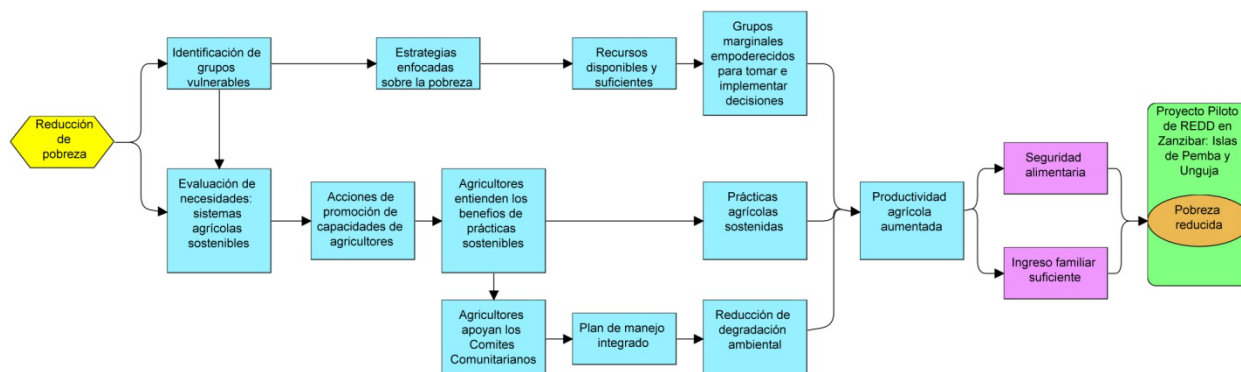 Reducción
de
pobreza
Identificación de
grupos
vulnerables
Estrategias
enfocadas
sobre la pobreza
Recursos
disponibles y
suficientes
Grupos
marginales
empoderecidos
para tomar e
implementar
decisiones
Evaluación de
necesidades:
sistemas
agrícolas
sostenibles
Acciones de
promoción de
capacidades de
agricultores
Agricultores
entienden los
benefios de
prácticas
sostenibles
Prácticas
agrícolas
sostenidas
Agricultores
apoyan los
Comites
Comunitarianos
Plan de manejo
integrado
Reducción de
degradación
ambiental
Productividad
agrícola
aumentada
Seguridad
alimentaria
Ingreso familiar
suficiente
Proyecto Piloto
de REDD en
Zanzibar: Islas
de Pemba y
Unguja
Pobreza
reducida